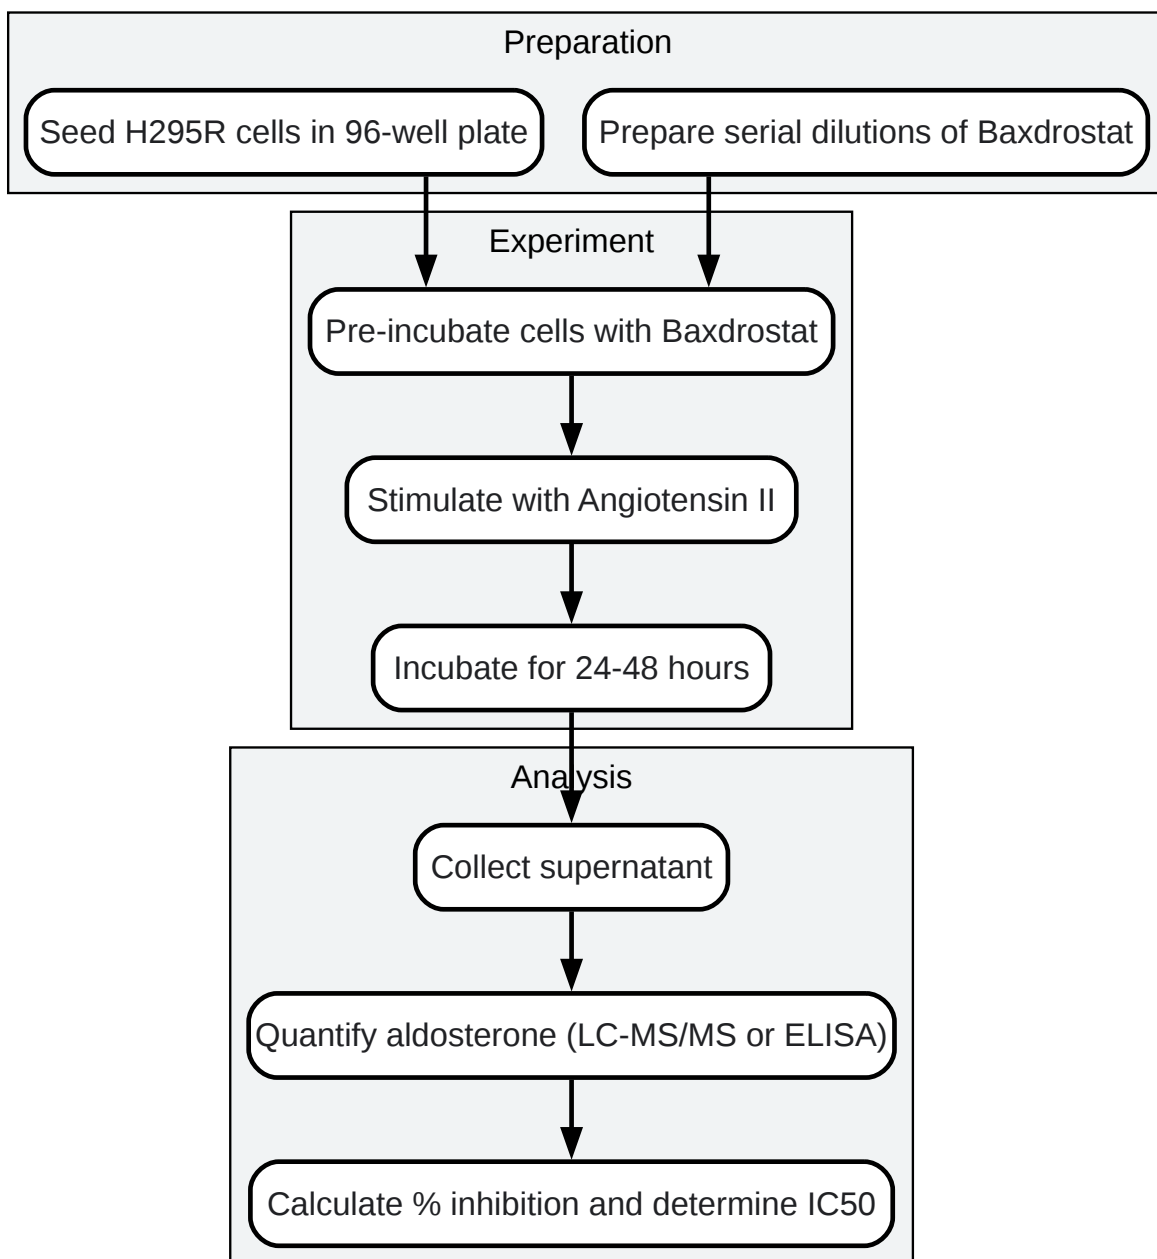 Preparation
Seed H295R cells in 96-well plate
Prepare serial dilutions of Baxdrostat
Experiment
Pre-incubate cells with Baxdrostat
Stimulate with Angiotensin II
Incubate for 24-48 hours
Analysis
Collect supernatant
Quantify aldosterone (LC-MS/MS or ELISA)
Calculate % inhibition and determine IC50